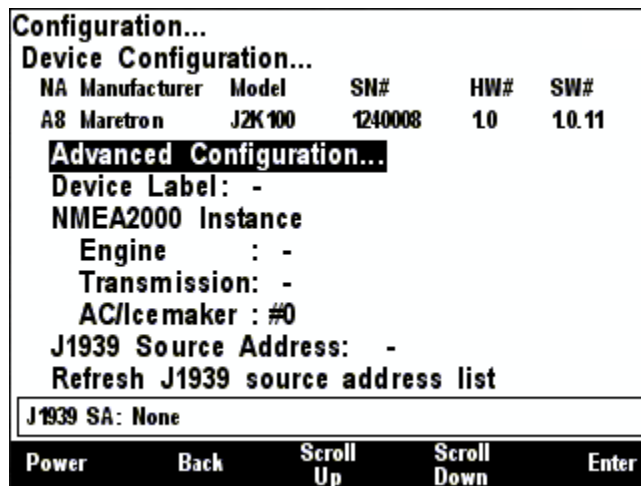 Configuration...
Device Configuration...
NA Manufacturer Model SN# HW# SW#
A8 Maretron J2K100 1240008 1.0 1.0.11
Advanced Configuration...
Device Label: -
NMEA2000 Instance
Engine : -
Transmission: -
AC/Icemaker : #0
J1939 Source Address: -
Refresh J1939 source address list
J1939 SA: None
Power Back Scroll Up Scroll Down Enter